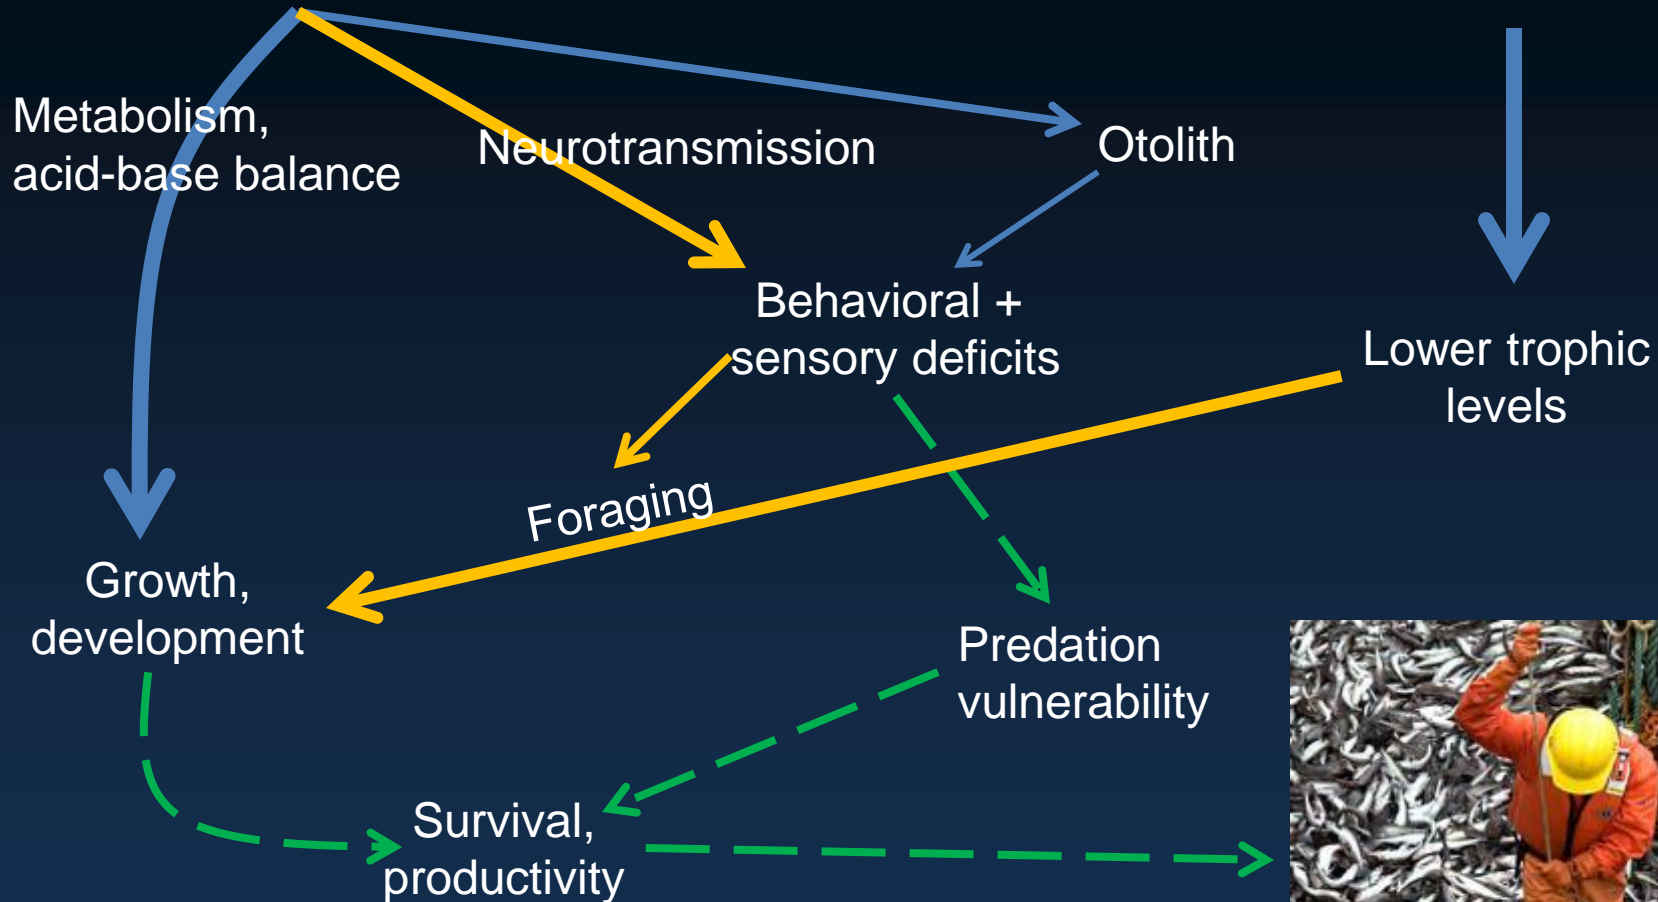 Metabolism,
acid-base balance
Neurotransmission
Otolith
Behavioral +
sensory deficits
Lower trophic
levels
Foraging
Growth,
development
Predation
vulnerability
Survival,
productivity